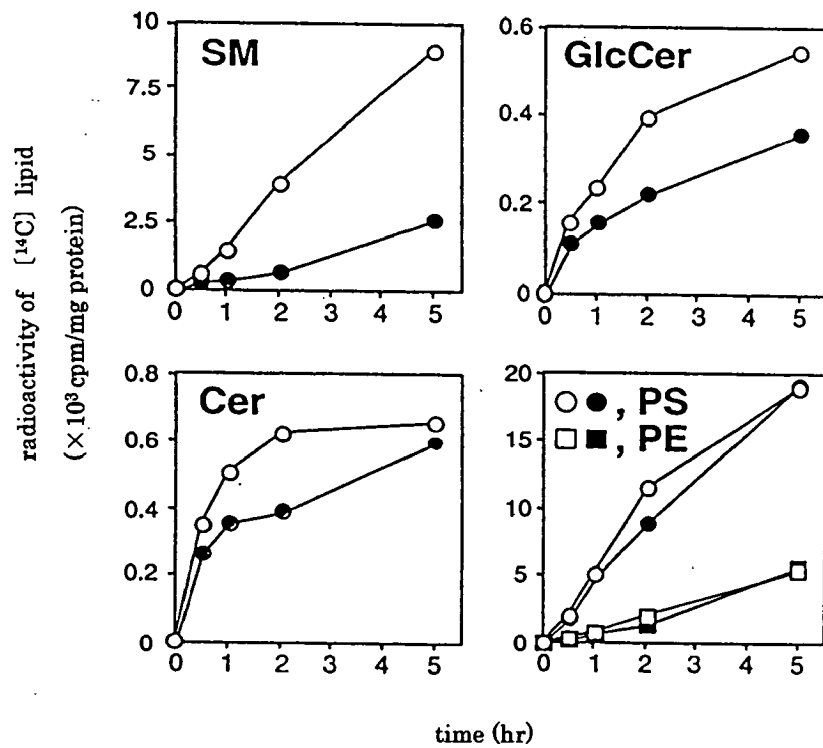 radioactivity of [¹⁴C] lipid
(×10³ cpm/mg protein)
SM
10
7.5
5
2.5
0
0 1 2 3 4 5
GlcCer
0.6
0.4
0.2
0
0 1 2 3 4 5
Cer
0.8
0.6
0.4
0.2
0
0 1 2 3 4 5
○ ●, PS
□ ■, PE
20
15
10
5
0
0 1 2 3 4 5
time (hr)